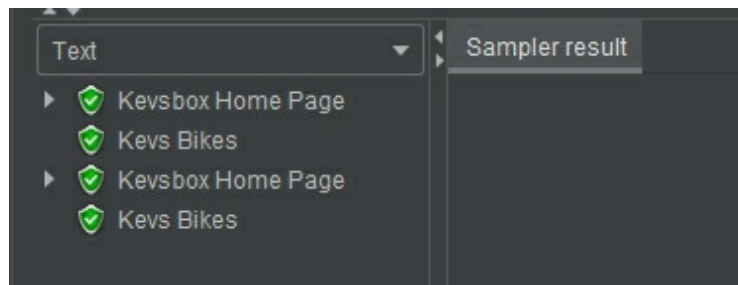 Text
Sampler result
Kevsbox Home Page
Kevs Bikes
Kevsbox Home Page
Kevs Bikes